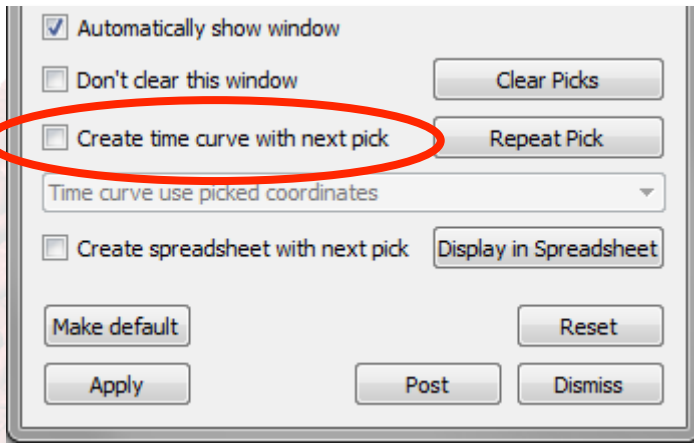 Automatically show window
Don't clear this window Clear Picks
Create time curve with next pick Repeat Pick
Time curve use picked coordinates
Create spreadsheet with next pick Display in Spreadsheet
Make default Reset
Apply Post Dismiss